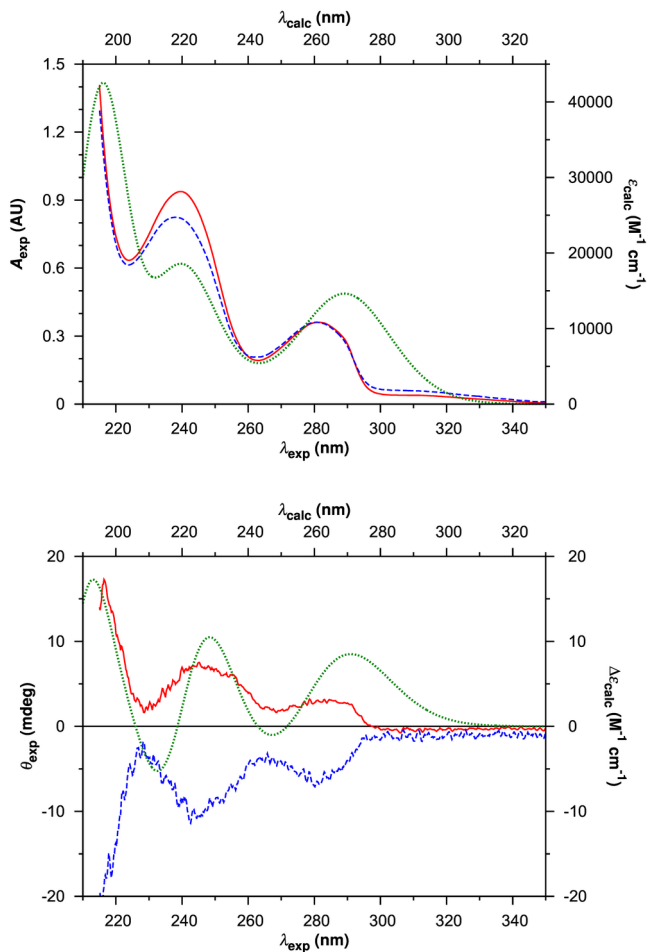 λcalc (nm)
200 220 240 260 280 300 320
1.5
1.2
0.9
0.6
0.3
0
Aexp (AU)
40000
30000
20000
10000
0
εcalc (M-1 cm-1)
220 240 260 280 300 320 340
λexp (nm)
λcalc (nm)
200 220 240 260 280 300 320
20
10
0
-10
-20
θexp (mdeg)
20
10
0
-10
-20
Δεcalc (M-1 cm-1)
220 240 260 280 300 320 340
λexp (nm)